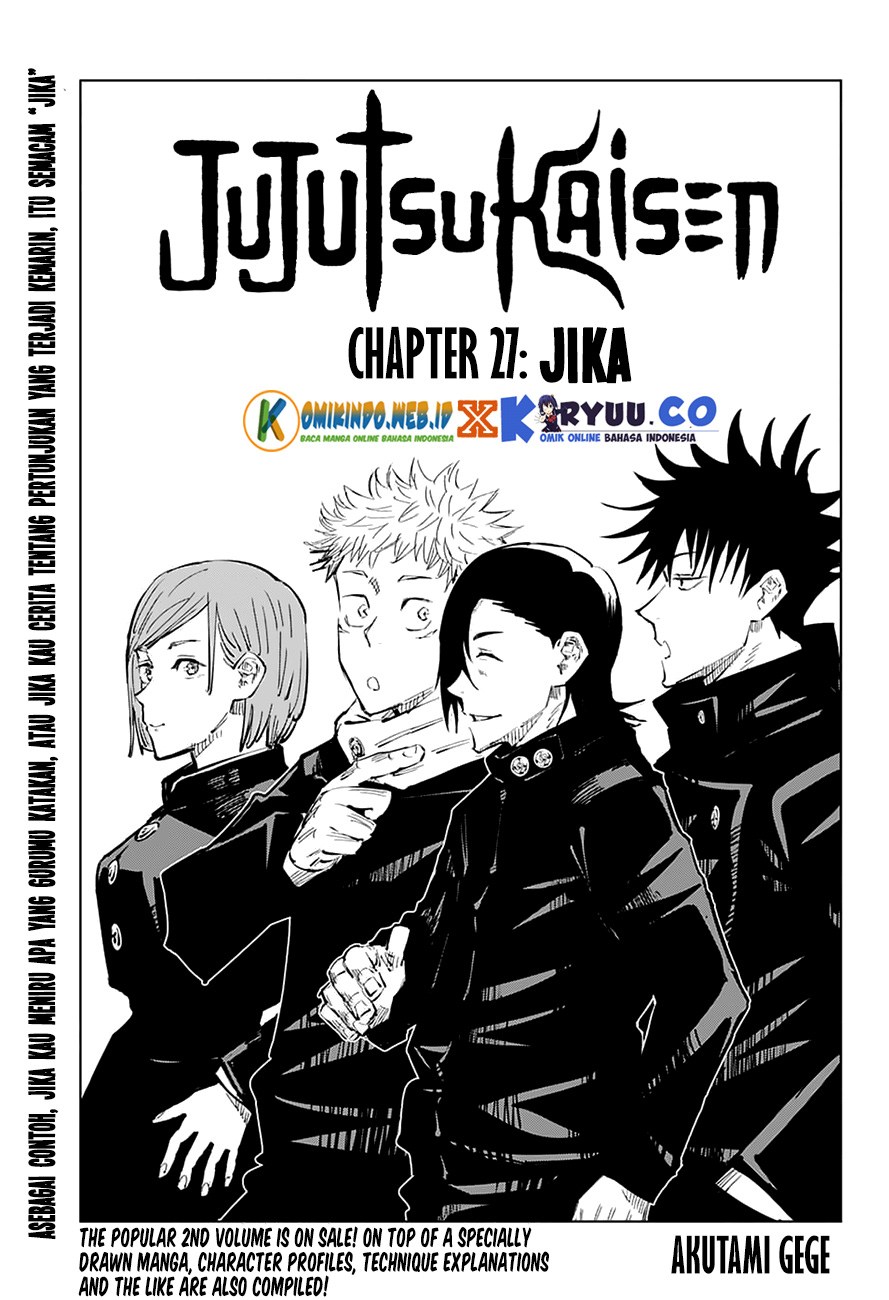 ASEBAGAI CONTOH, JIKA KAU MENIRU APA YANG GURUMU KATAKAN, ATAU JIKA KAU CERITA TENTANG PERTUNJUKAN YANG TERJADI KEMARIN, ITU SEMACAM "JIKA"
JUJUTSU KAISEN
CHAPTER 27: JIKA
KOMIKINDO.WEB.ID X KIRYUU.CO
BACA MANGA ONLINE BAHASA INDONESIA OMIK ONLINE BAHASA INDONESIA
THE POPULAR 2ND VOLUME IS ON SALE! ON TOP OF A SPECIALLY
DRAWN MANGA, CHARACTER PROFILES, TECHNIQUE EXPLANATIONS
AND THE LIKE ARE ALSO COMPILED!
AKUTAMI GEGE